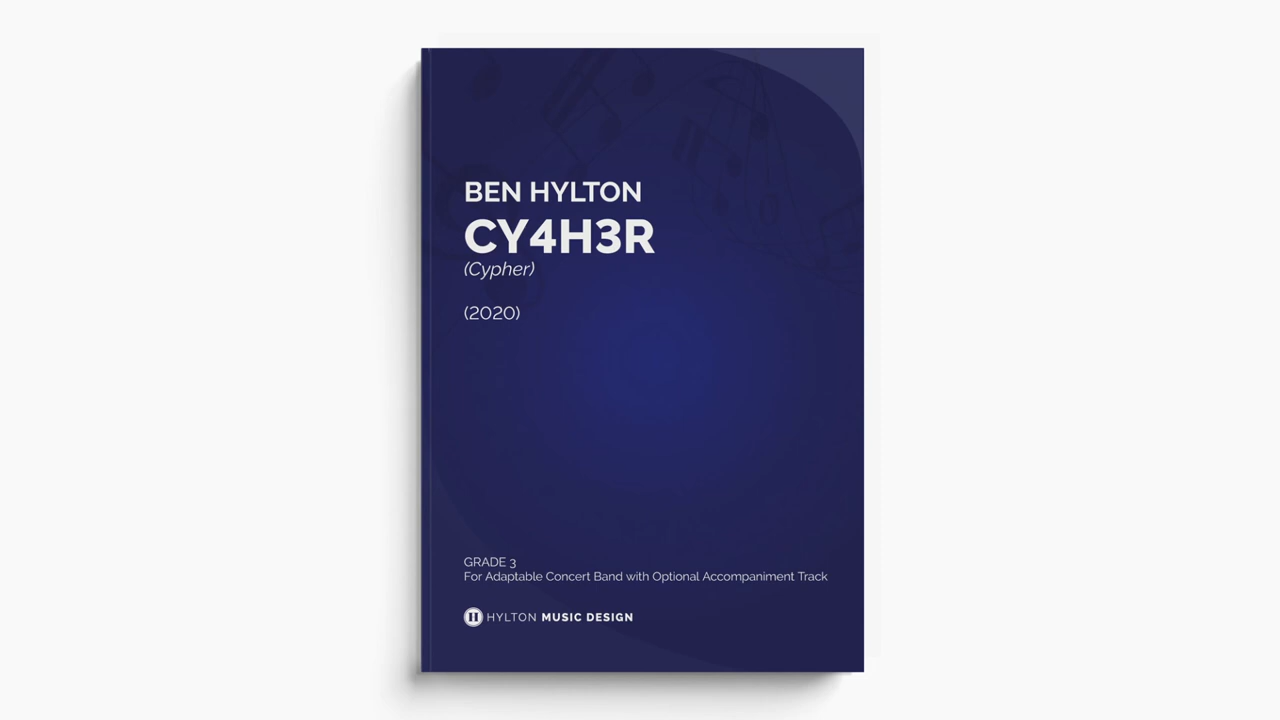 BEN HYLTON
CY4H3R
(Cypher)
(2020)
GRADE 3
For Adaptable Concert Band with Optional Accompaniment Track
HYLTON MUSIC DESIGN